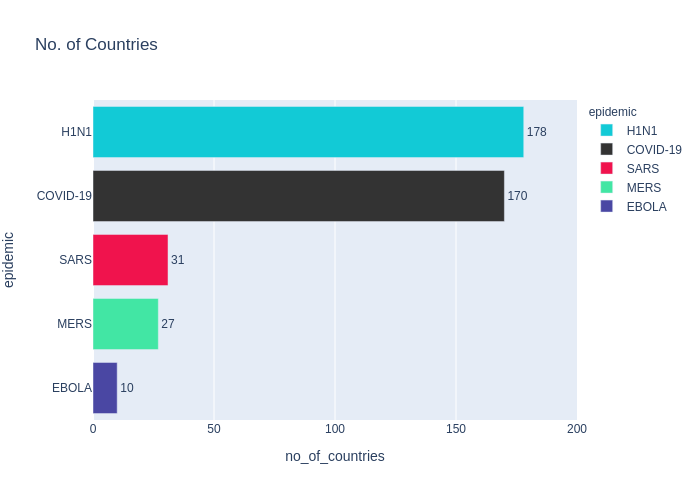 No. of Countries
epidemic
H1N1
COVID-19
SARS
MERS
EBOLA
H1N1
178
COVID-19
170
SARS
31
MERS
27
EBOLA
10
epidemic
0
50
100
150
200
no_of_countries